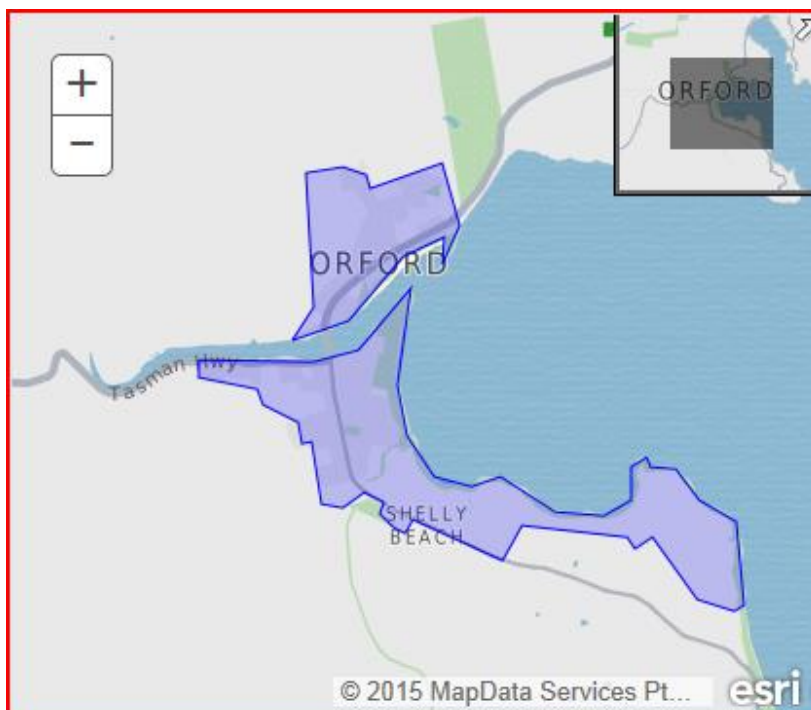 +
−
ORFORD
ORFORD
Tasman Hwy
SHELLY
BEACH
© 2015 MapData Services Pt...
esri